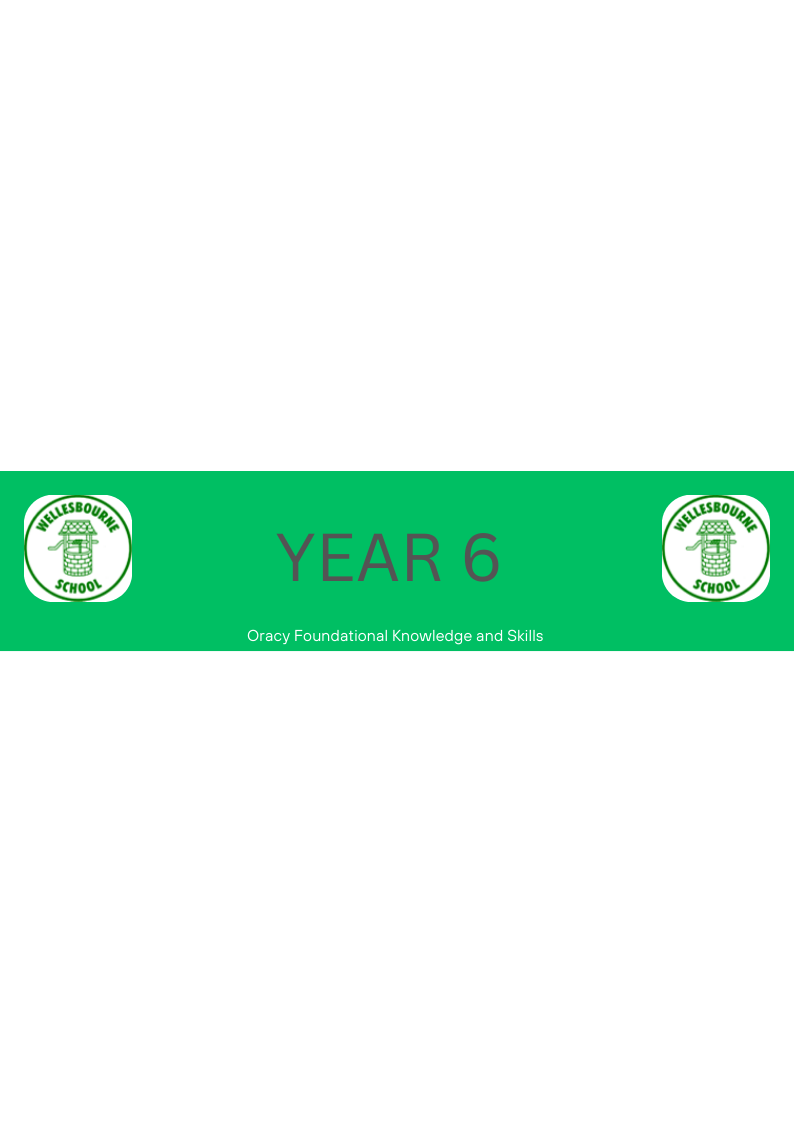 WELLESBOURNE
SCHOOL
YEAR 6
WELLESBOURNE
SCHOOL
Oracy Foundational Knowledge and Skills